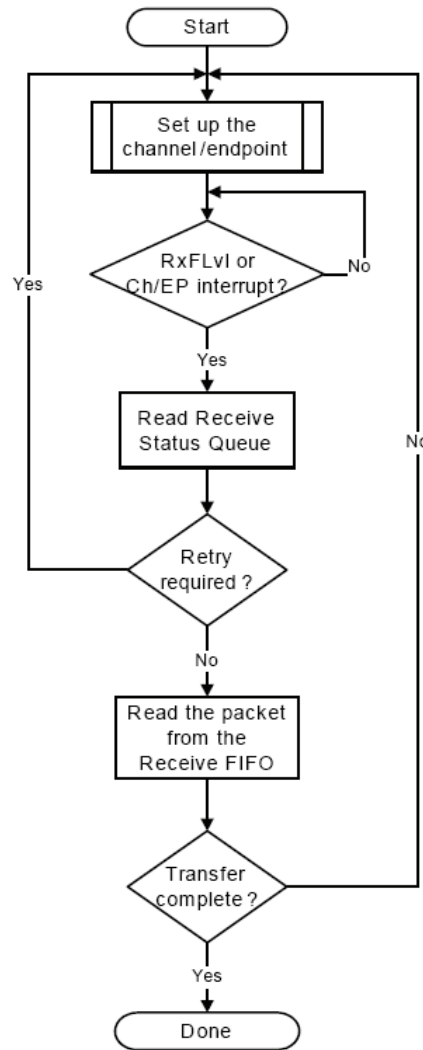 Start
Set up the
channel/endpoint
RxFLvl or
Ch/EP interrupt?
No
Yes
Yes
Read Receive
Status Queue
No
Retry
required?
No
Read the packet
from the
Receive FIFO
Transfer
complete?
Yes
Done